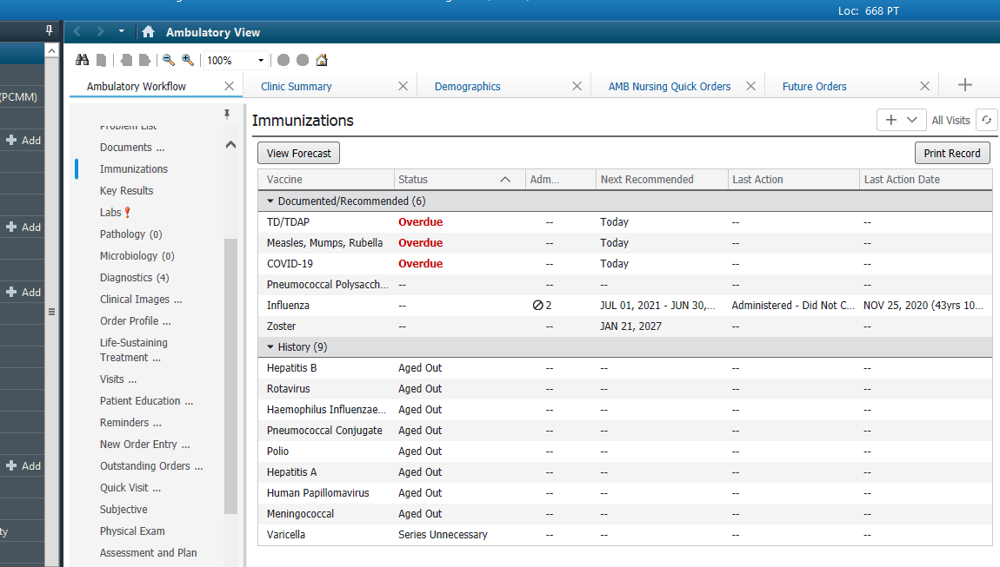 Loc: 668 PT
Ambulatory View
100%
Ambulatory Workflow
Clinic Summary
Demographics
AMB Nursing Quick Orders
Future Orders
(PCMM)
Add
Add
Add
Add
ty
Problem List
Documents ...
Immunizations
Key Results
Labs
Pathology (0)
Microbiology (0)
Diagnostics (4)
Clinical Images ...
Order Profile ...
Life-Sustaining
Treatment ...
Visits ...
Patient Education ...
Reminders ...
New Order Entry ...
Outstanding Orders ...
Quick Visit ...
Subjective
Physical Exam
Assessment and Plan
Immunizations
All Visits
View Forecast
Print Record
Vaccine Status Adm... Next Recommended Last Action Last Action Date
Documented/Recommended (6)
TD/TDAP Overdue -- Today -- --
Measles, Mumps, Rubella Overdue -- Today -- --
COVID-19 Overdue -- Today -- --
Pneumococcal Polysacch... -- -- -- -- --
Influenza -- 2 JUL 01, 2021 - JUN 30,... Administered - Did Not C... NOV 25, 2020 (43yrs 10...
Zoster -- -- JAN 21, 2027 -- --
History (9)
Hepatitis B Aged Out -- -- -- --
Rotavirus Aged Out -- -- -- --
Haemophilus Influenzae... Aged Out -- -- -- --
Pneumococcal Conjugate Aged Out -- -- -- --
Polio Aged Out -- -- -- --
Hepatitis A Aged Out -- -- -- --
Human Papillomavirus Aged Out -- -- -- --
Meningococcal Aged Out -- -- -- --
Varicella Series Unnecessary -- -- -- --